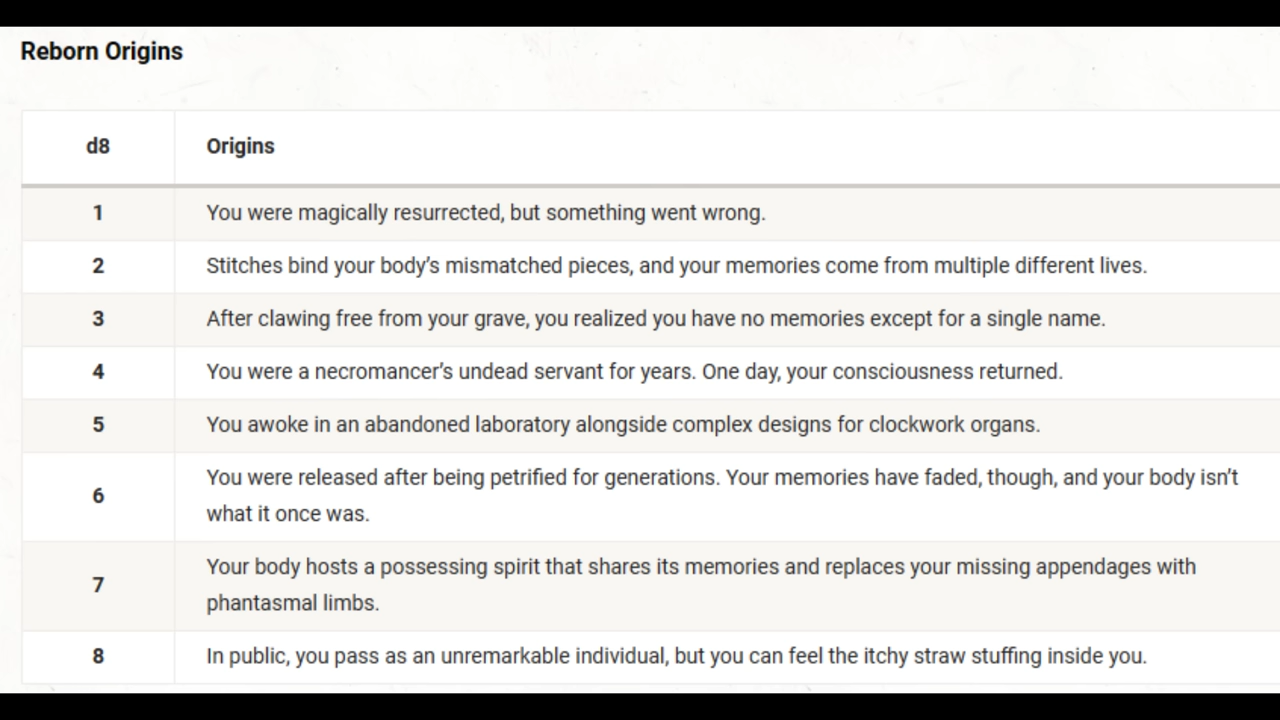 Reborn Origins
d8 Origins
1 You were magically resurrected, but something went wrong.
2 Stitches bind your body’s mismatched pieces, and your memories come from multiple different lives.
3 After clawing free from your grave, you realized you have no memories except for a single name.
4 You were a necromancer’s undead servant for years. One day, your consciousness returned.
5 You awoke in an abandoned laboratory alongside complex designs for clockwork organs.
6 You were released after being petrified for generations. Your memories have faded, though, and your body isn’t
what it once was.
7 Your body hosts a possessing spirit that shares its memories and replaces your missing appendages with
phantasmal limbs.
8 In public, you pass as an unremarkable individual, but you can feel the itchy straw stuffing inside you.